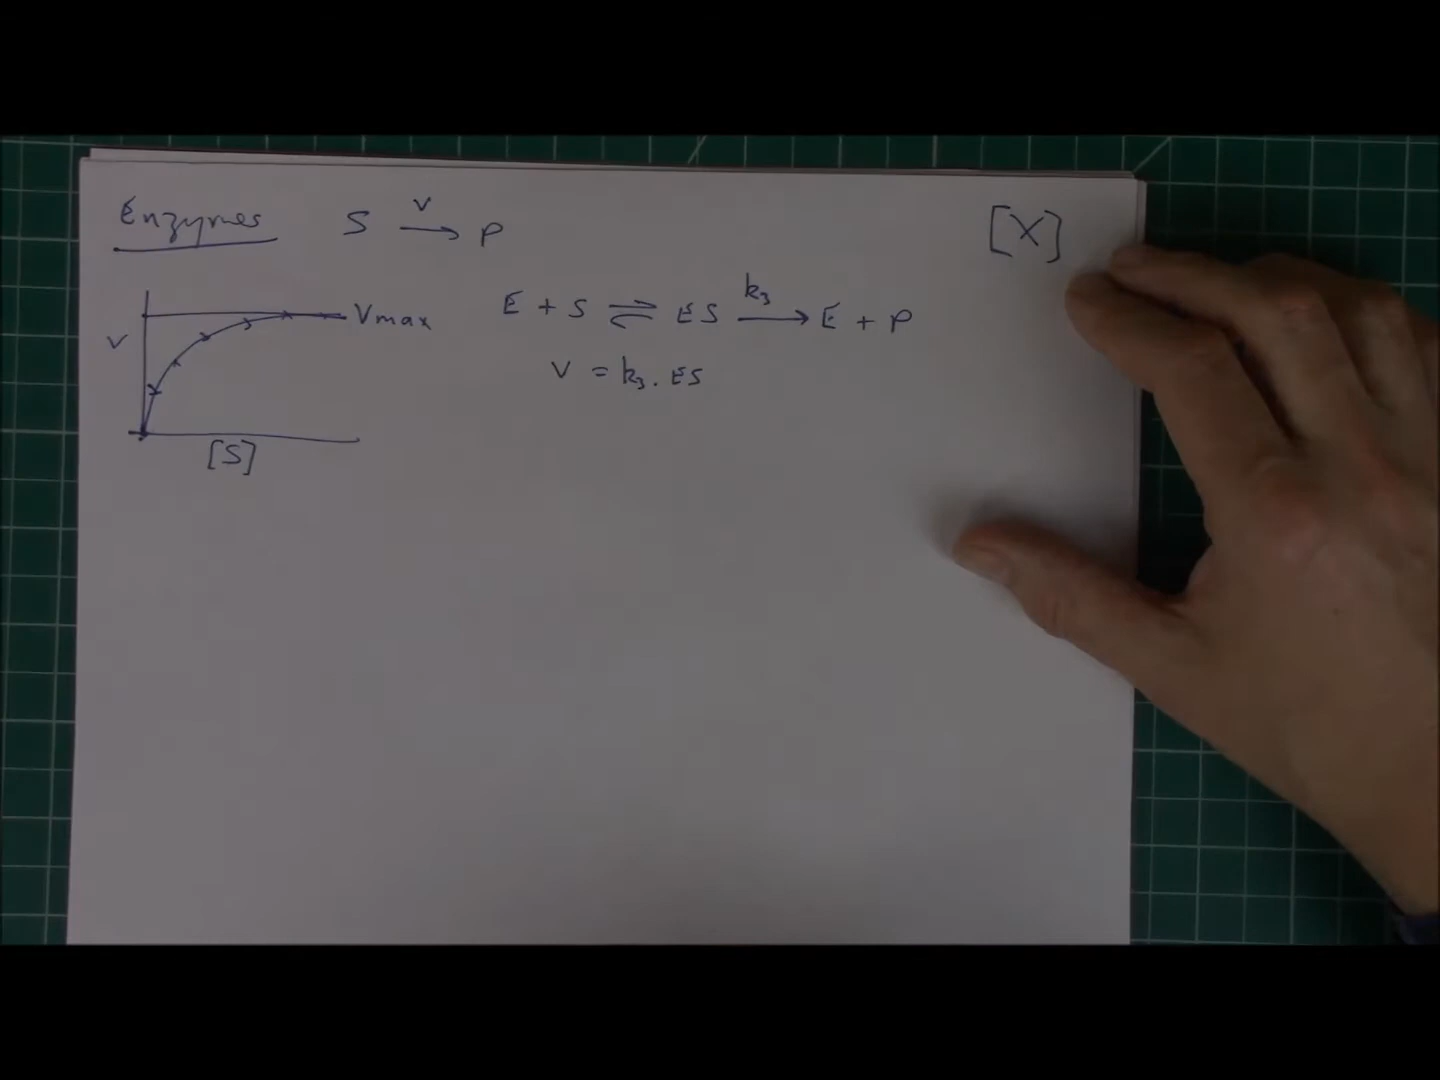 Enzymes S v → P [X]
E + S ⇌ ES k3 → E + P
Vmax
v
v = k3 . ES
[S]